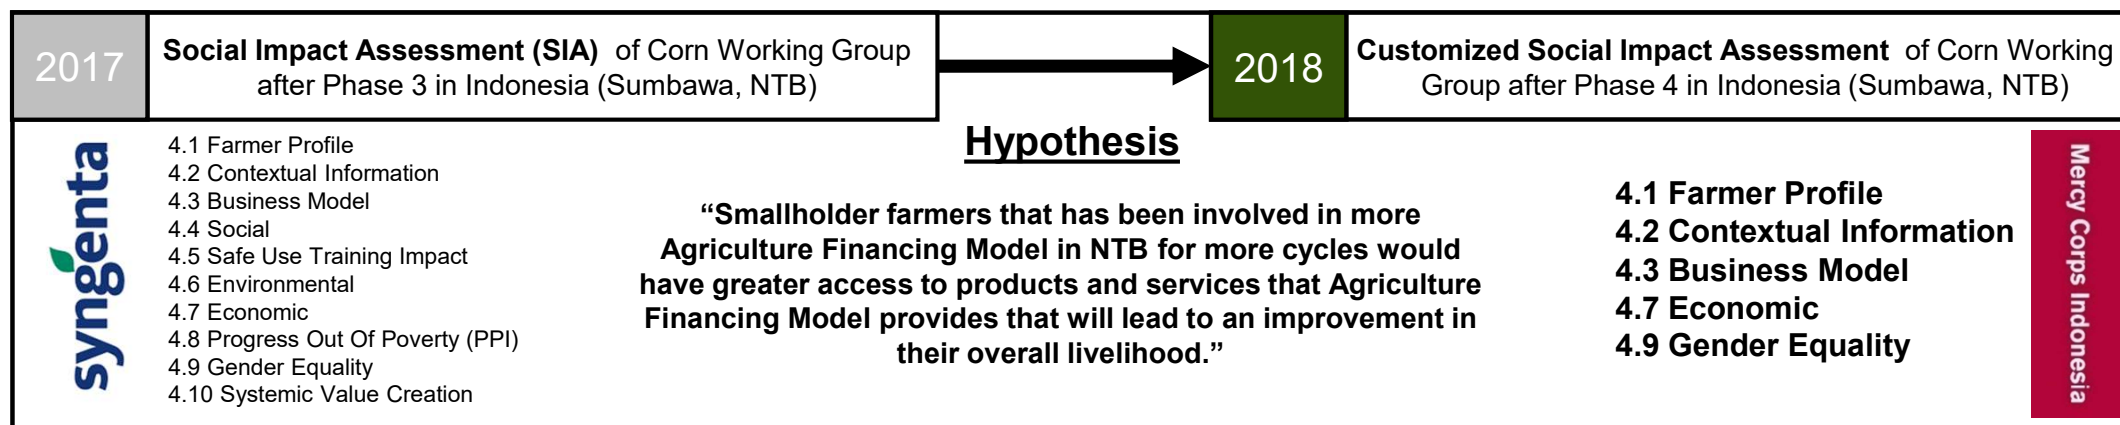 2017
Social Impact Assessment (SIA) of Corn Working Group
after Phase 3 in Indonesia (Sumbawa, NTB)
2018
Customized Social Impact Assessment of Corn Working
Group after Phase 4 in Indonesia (Sumbawa, NTB)
syngenta
4.1 Farmer Profile
4.2 Contextual Information
4.3 Business Model
4.4 Social
4.5 Safe Use Training Impact
4.6 Environmental
4.7 Economic
4.8 Progress Out Of Poverty (PPI)
4.9 Gender Equality
4.10 Systemic Value Creation
Hypothesis
“Smallholder farmers that has been involved in more
Agriculture Financing Model in NTB for more cycles would
have greater access to products and services that Agriculture
Financing Model provides that will lead to an improvement in
their overall livelihood.”
4.1 Farmer Profile
4.2 Contextual Information
4.3 Business Model
4.7 Economic
4.9 Gender Equality
Mercy Corps Indonesia